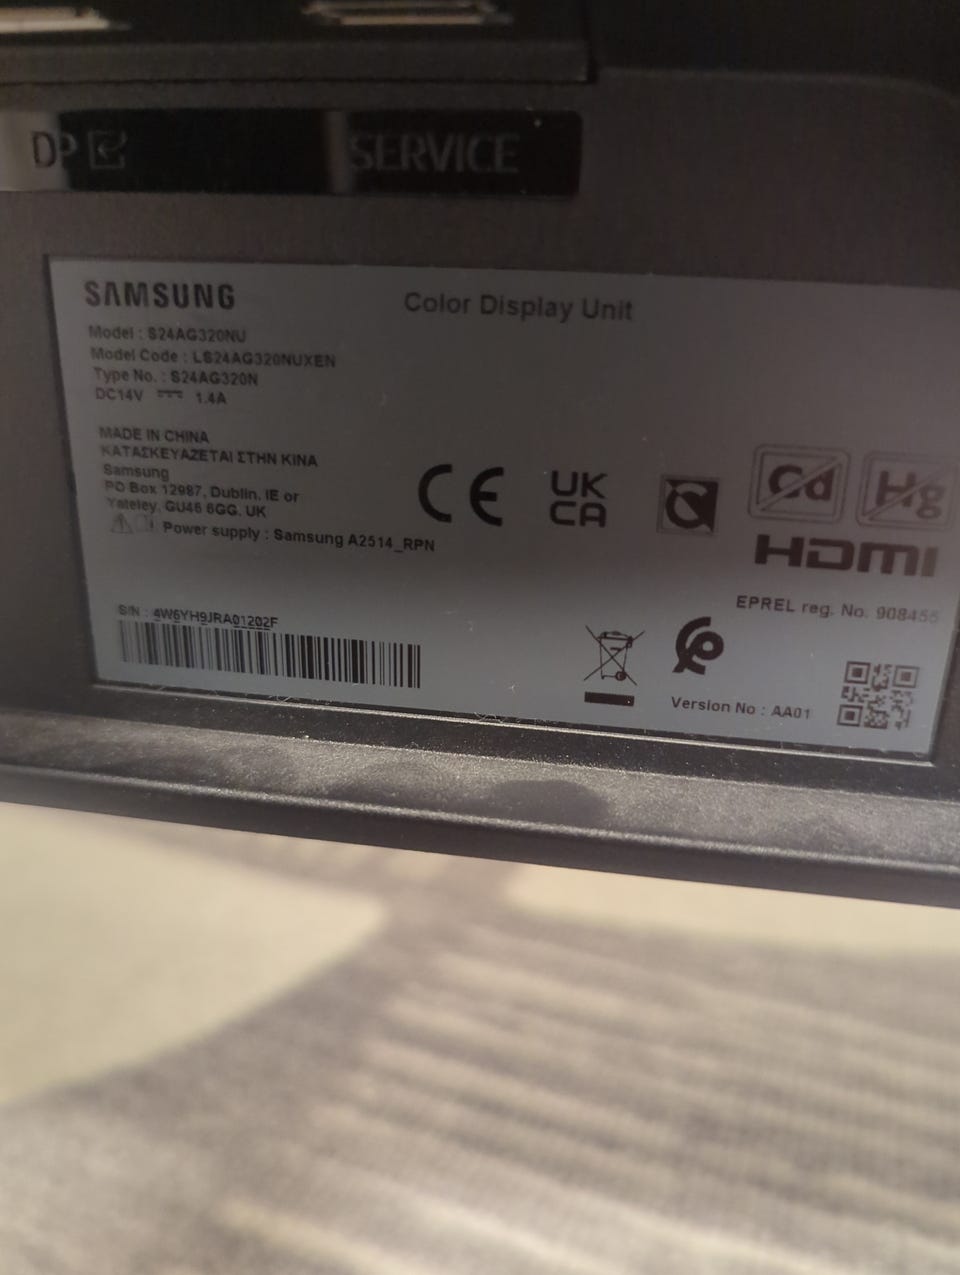 DP
SERVICE
SAMSUNG
Color Display Unit
Model : S24AG320NU
Model Code : LS24AG320NUXEN
Type No. : S24AG320N
DC14V 1.4A
MADE IN CHINA
ΚΑΤΑΣΚΕΥΑΖΕΤΑΙ ΣΤΗΝ ΚΙΝΑ
Samsung
PO Box 12987, Dublin. IE or
Yateley, GU46 6GG. UK
Power supply : Samsung A2514_RPN
CE
UK
CA
Cd
Hg
HDMI
EPREL reg. No. 908455
S/N : 4W6YH9JRA01202F
Version No : AA01